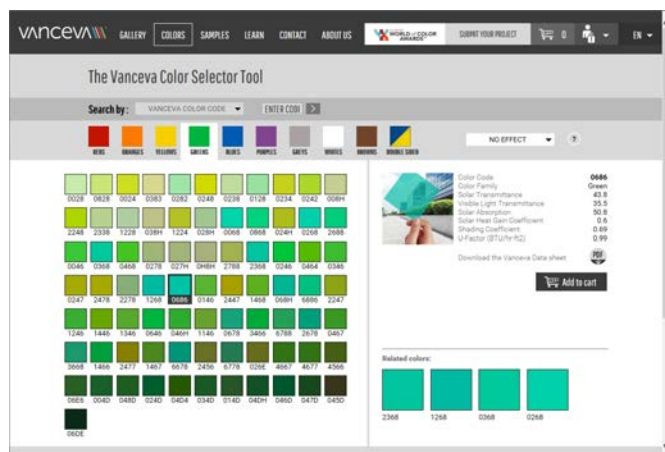 VANCEVA
GALLERY COLORS SAMPLES LEARN CONTACT ABOUT US
WORLD of COLOR AWARDS
SUBMIT YOUR PROJECT
0
EN
The Vanceva Color Selector Tool
Search by: VANCEVA COLOR CODE ENTER CODE
REDS ORANGES YELLOWS GREENS BLUES PURPLES GREYS WHITES BROWNS DOUBLE SIDED
NO EFFECT ?
0028 0828 0024 0383 0282 0248 0238 0128 0234 0242 008H
2248 2338 1228 038H 1224 028H 0068 0868 024H 0268 2688
0046 0368 0468 0278 027H 0H8H 2788 2368 0246 0464 0346
0247 2478 2278 1268 0686 0146 2447 1468 068H 6886 2247
1246 1446 1346 0646 046H 1146 0678 3466 6788 2678 0467
3668 1466 2477 1467 6678 2456 6778 026E 4667 4677 4566
06E6 004D 048D 024D 04D4 034D 014D 04DH 046D 047D 045D
06DE
Color Code 0686
Color Family Green
Solar Transmittance 43.8
Visible Light Transmittance 35.5
Solar Absorption 50.8
Solar Heat Gain Coefficient 0.6
Shading Coefficient 0.69
U-Factor (BTU/hr-ft2) 0.99
Download the Vanceva Data sheet PDF
Add to cart
Related colors:
2368 1268 0368 0268